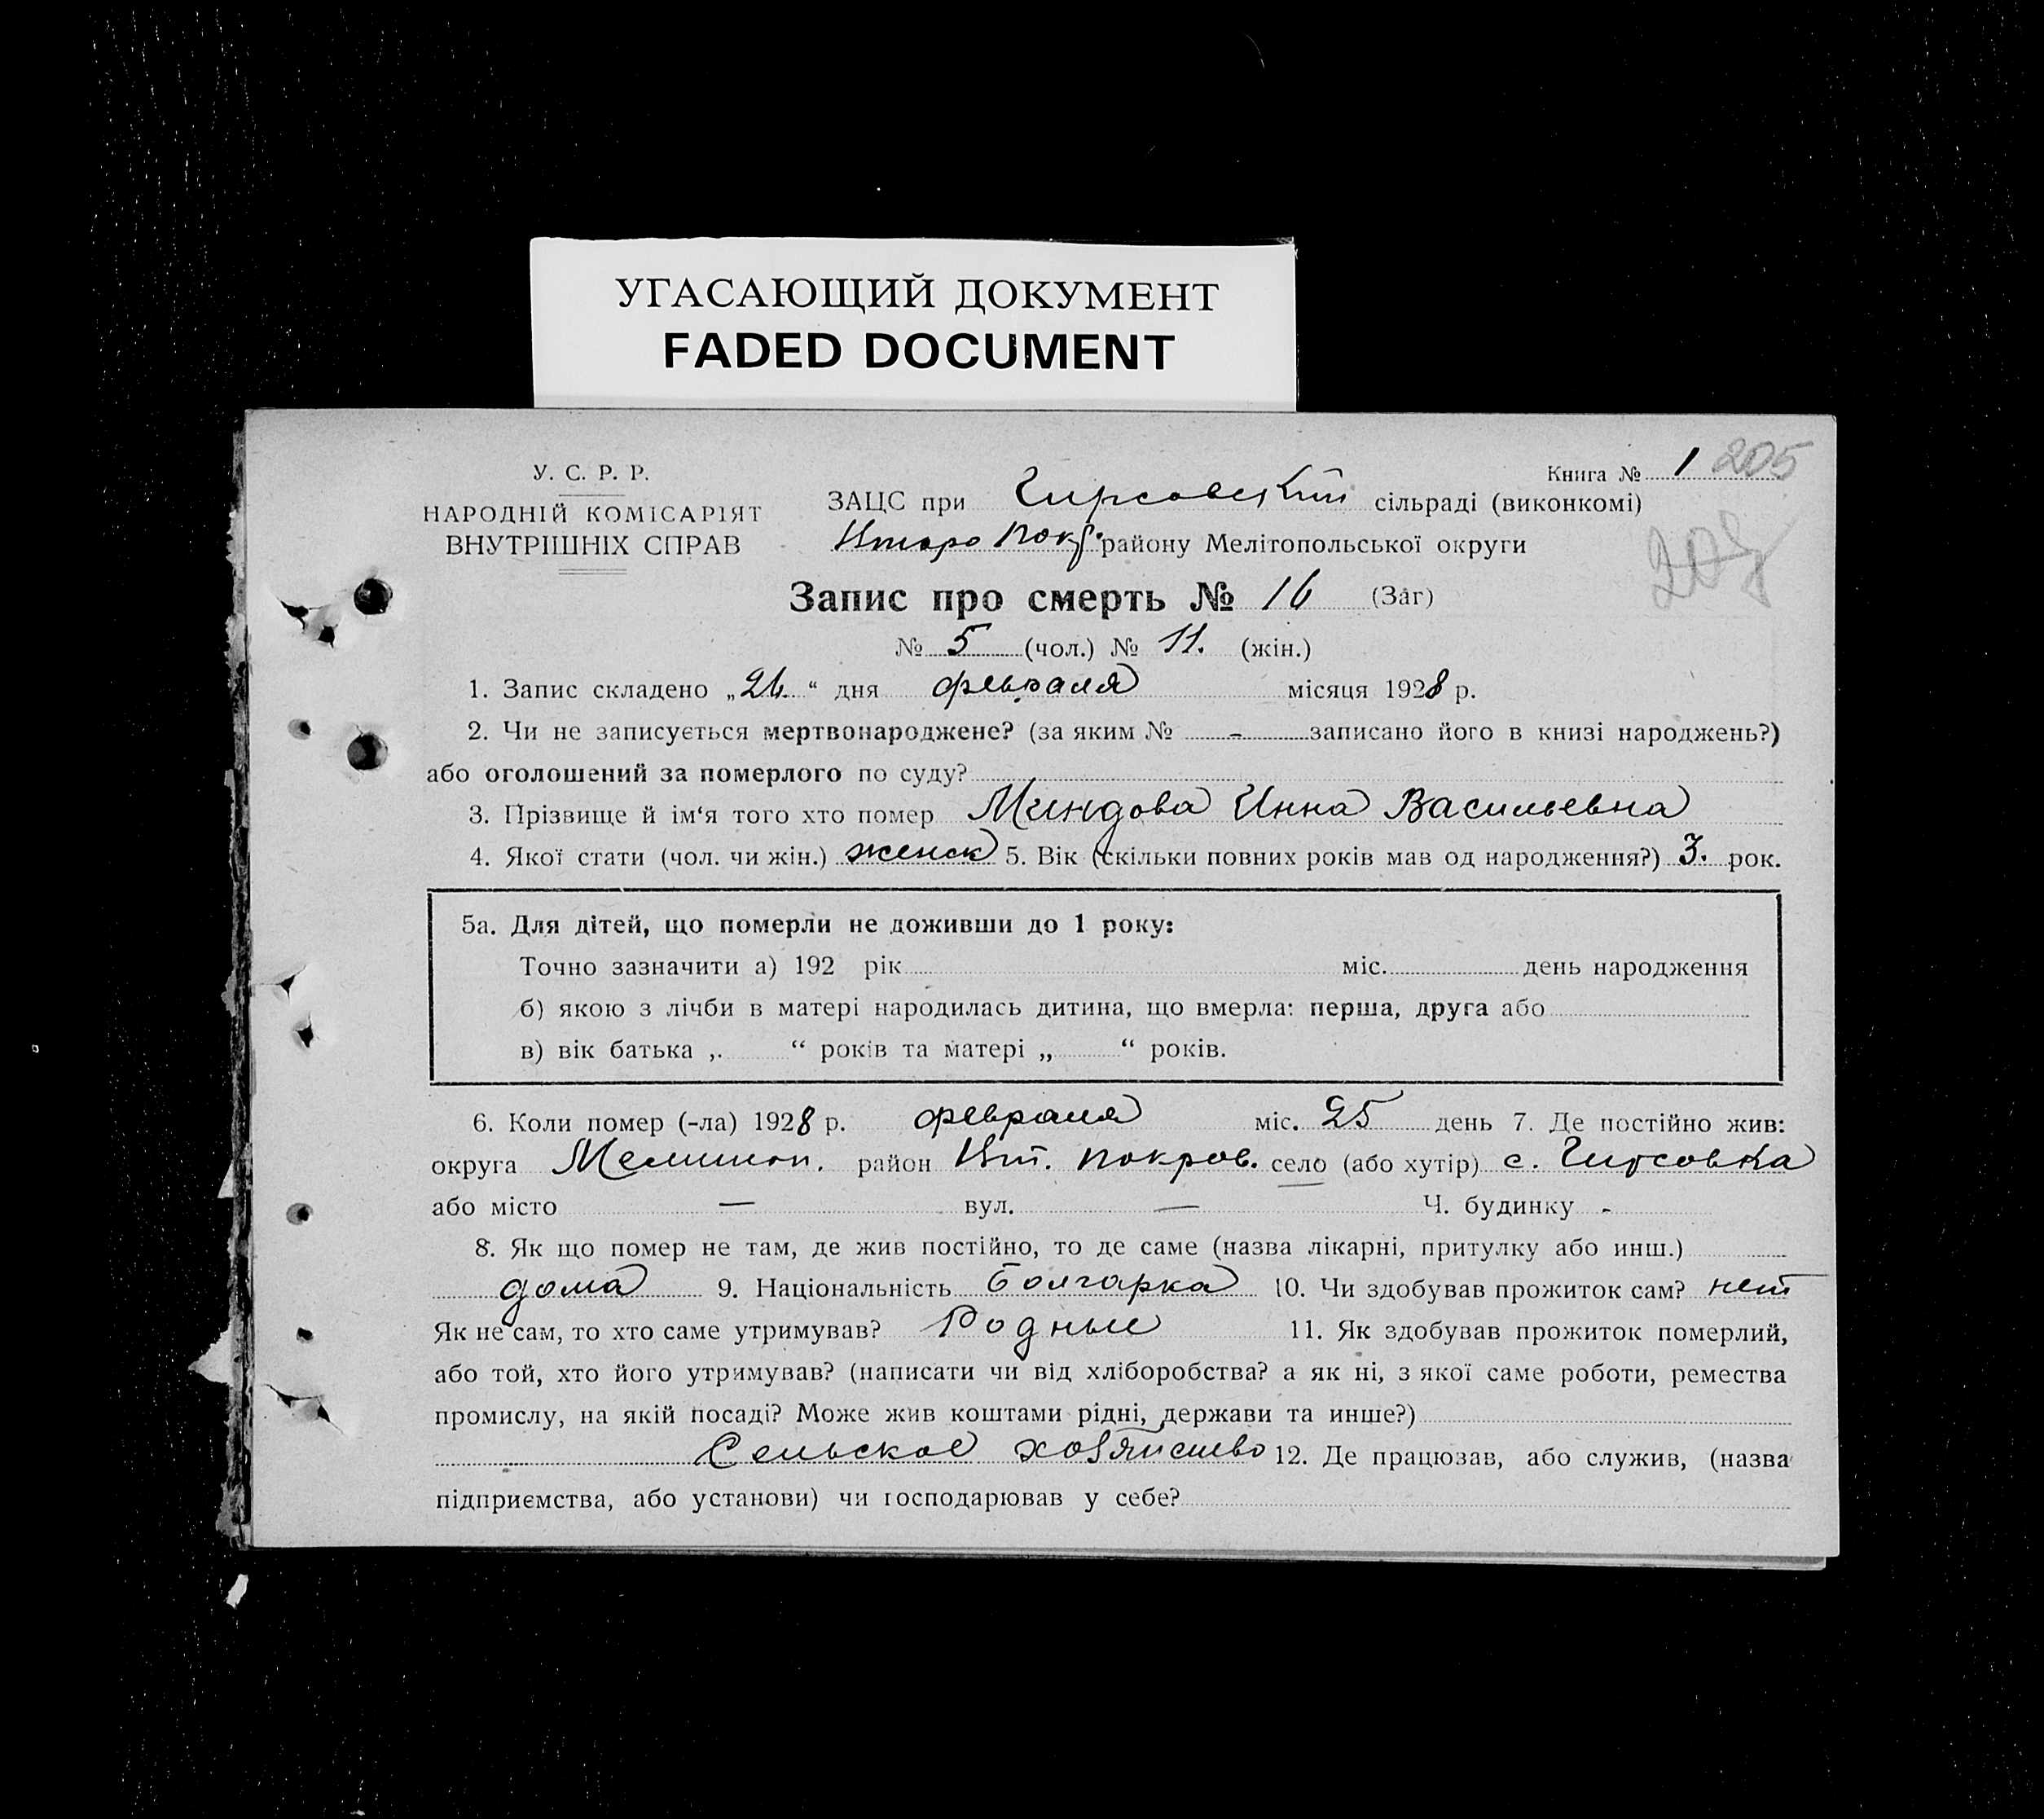 УГАСАЮЩИЙ ДОКУМЕНТ
FADED DOCUMENT
У. С. Р. Р.
НАРОДНІЙ КОМІСАРІЯТ
ВНУТРІШНІХ СПРАВ
Книга № 1 205
ЗАЦС при Гирсовский сільраді (виконкомі)
Второ Покр. району Мелітопольської округи
Запис про смерть № 16 (Заг)
№ 5 (чол.) № 11. (жін.)
1. Запис складено „26.“ дня февраля місяця 1928 р.
2. Чи не записується мертвонароджене? (за яким № - записано його в книзі народжень?)
або оголошений за померлого по суду?
3. Прізвище й ім‘я того хто помер Миндова Инна Васильевна
4. Якої стати (чол. чи жін.) женск 5. Вік (скільки повних років мав од народження?) 3. рок.
5а. Для дітей, що померли не доживши до 1 року:
Точно зазначити а) 192 рік міс. день народження
б) якою з лічби в матері народилась дитина, що вмерла: перша, друга або
в) вік батька „ “ років та матері „ “ років.
6. Коли помер (-ла) 1928 р. февраля міс. 25 день 7. Де постійно жив:
округа Мелитоп. район Вт. покров. село (або хутір) с. Гирсовка
або місто — вул. — Ч. будинку -
8. Як що помер не там, де жив постійно, то де саме (назва лікарні, притулку або инш.)
дома 9. Національність болгарка 10. Чи здобував прожиток сам? нет
Як не сам, то хто саме утримував? Родные 11. Як здобував прожиток померлий,
або той, хто його утримував? (написати чи від хліборобства? а як ні, з якої саме роботи, ремества
промислу, на якій посаді? Може жив коштами рідні, держави та инше?)
Сельское хозяйство 12. Де працював, або служив, (назва
підприємства, або установи) чи господарював у себе?